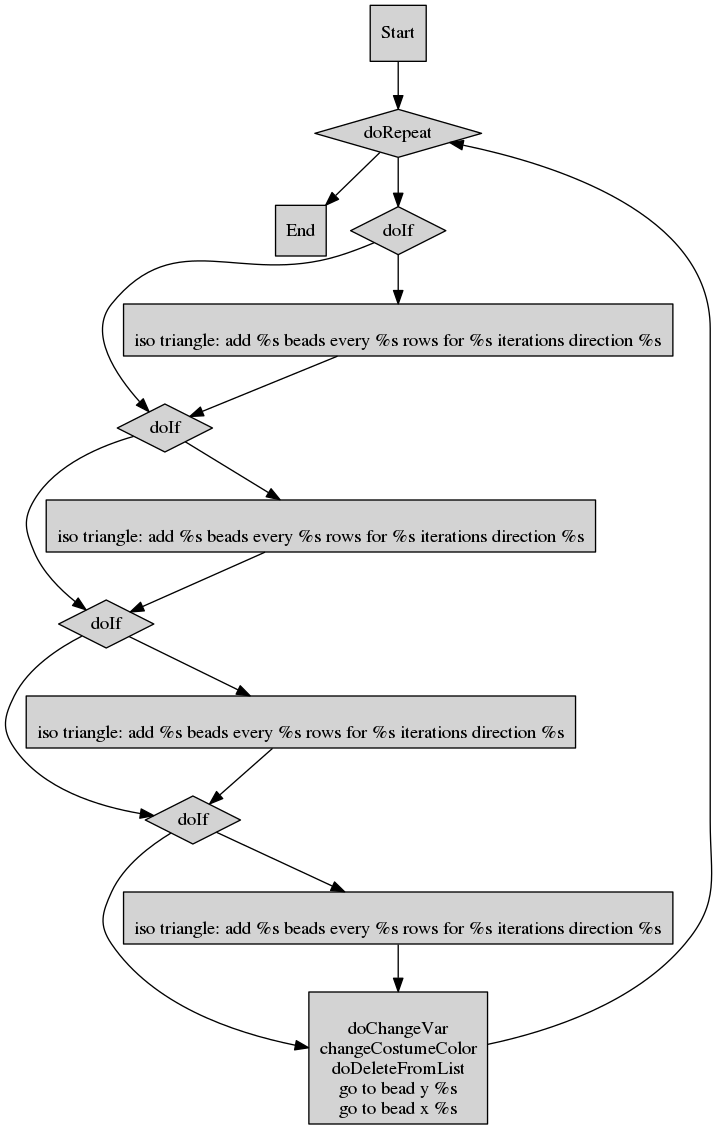 Start
doRepeat
End
doIf
iso triangle: add %s beads every %s rows for %s iterations direction %s
doIf
iso triangle: add %s beads every %s rows for %s iterations direction %s
doIf
iso triangle: add %s beads every %s rows for %s iterations direction %s
doIf
iso triangle: add %s beads every %s rows for %s iterations direction %s
doChangeVar
changeCostumeColor
doDeleteFromList
go to bead y %s
go to bead x %s